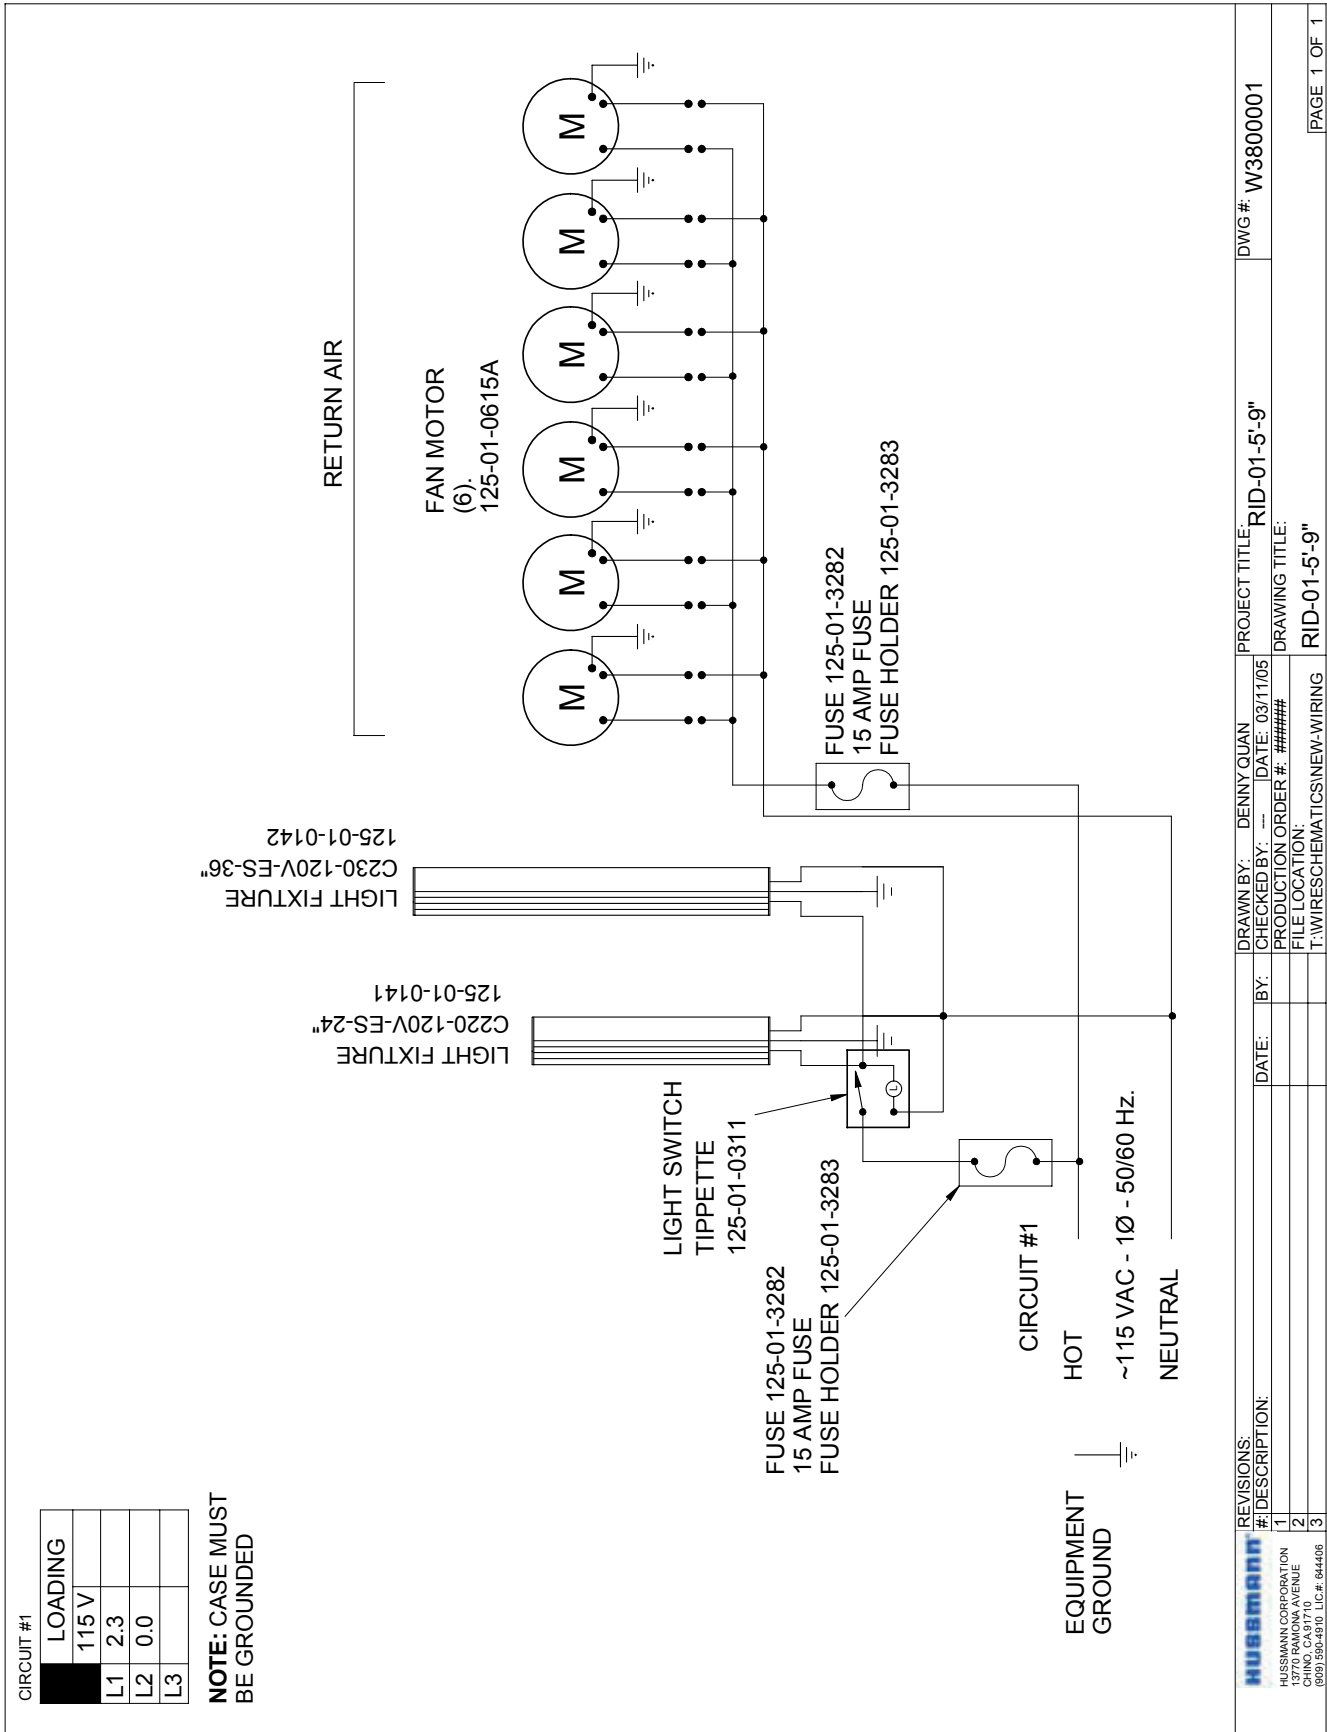 CIRCUIT #1
LOADING
115 V
L1 2.3
L2 0.0
L3
NOTE: CASE MUST
BE GROUNDED
RETURN AIR
FAN MOTOR
(6).
125-01-0615A
M M M M M M
LIGHT FIXTURE
C230-120V-ES-36"
125-01-0142
LIGHT FIXTURE
C220-120V-ES-24"
125-01-0141
LIGHT SWITCH
TIPPETTE
125-01-0311
L
FUSE 125-01-3282
15 AMP FUSE
FUSE HOLDER 125-01-3283
FUSE 125-01-3282
15 AMP FUSE
FUSE HOLDER 125-01-3283
CIRCUIT #1
HOT
~115 VAC - 1Ø - 50/60 Hz.
NEUTRAL
EQUIPMENT
GROUND
HUSSMANN
HUSSMANN CORPORATION
13770 RAMONA AVENUE
CHINO, CA.91710
(909) 590-4910 LIC.#: 644406
REVISIONS:
#: DESCRIPTION: DATE: BY:
1
2
3
DRAWN BY: DENNY QUAN
CHECKED BY: --- DATE: 03/11/05
PRODUCTION ORDER #: ######
FILE LOCATION:
T:\WIRESCHEMATICS\NEW-WIRING
PROJECT TITLE:
RID-01-5'-9"
DRAWING TITLE:
RID-01-5'-9"
DWG #: W3800001
PAGE 1 OF 1